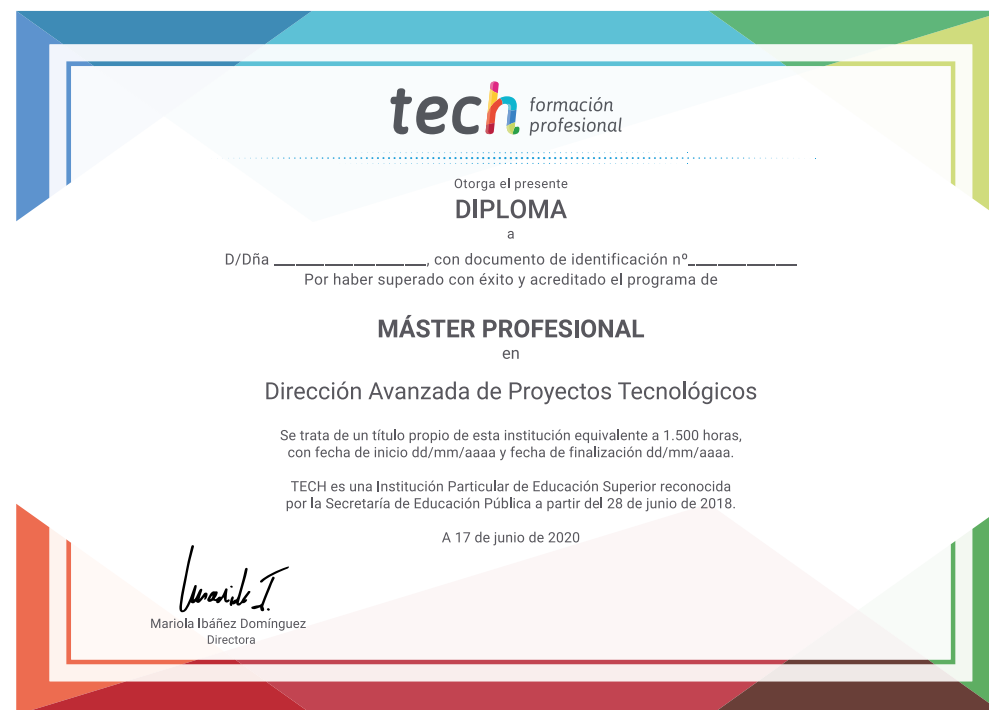 tech formación
profesional
Otorga el presente
DIPLOMA
a
D/Dña ______________, con documento de identificación nº__________
Por haber superado con éxito y acreditado el programa de
MÁSTER PROFESIONAL
en
Dirección Avanzada de Proyectos Tecnológicos
Se trata de un título propio de esta institución equivalente a 1.500 horas,
con fecha de inicio dd/mm/aaaa y fecha de finalización dd/mm/aaaa.
TECH es una Institución Particular de Educación Superior reconocida
por la Secretaría de Educación Pública a partir del 28 de junio de 2018.
A 17 de junio de 2020
Mariola Ibáñez Domínguez
Directora